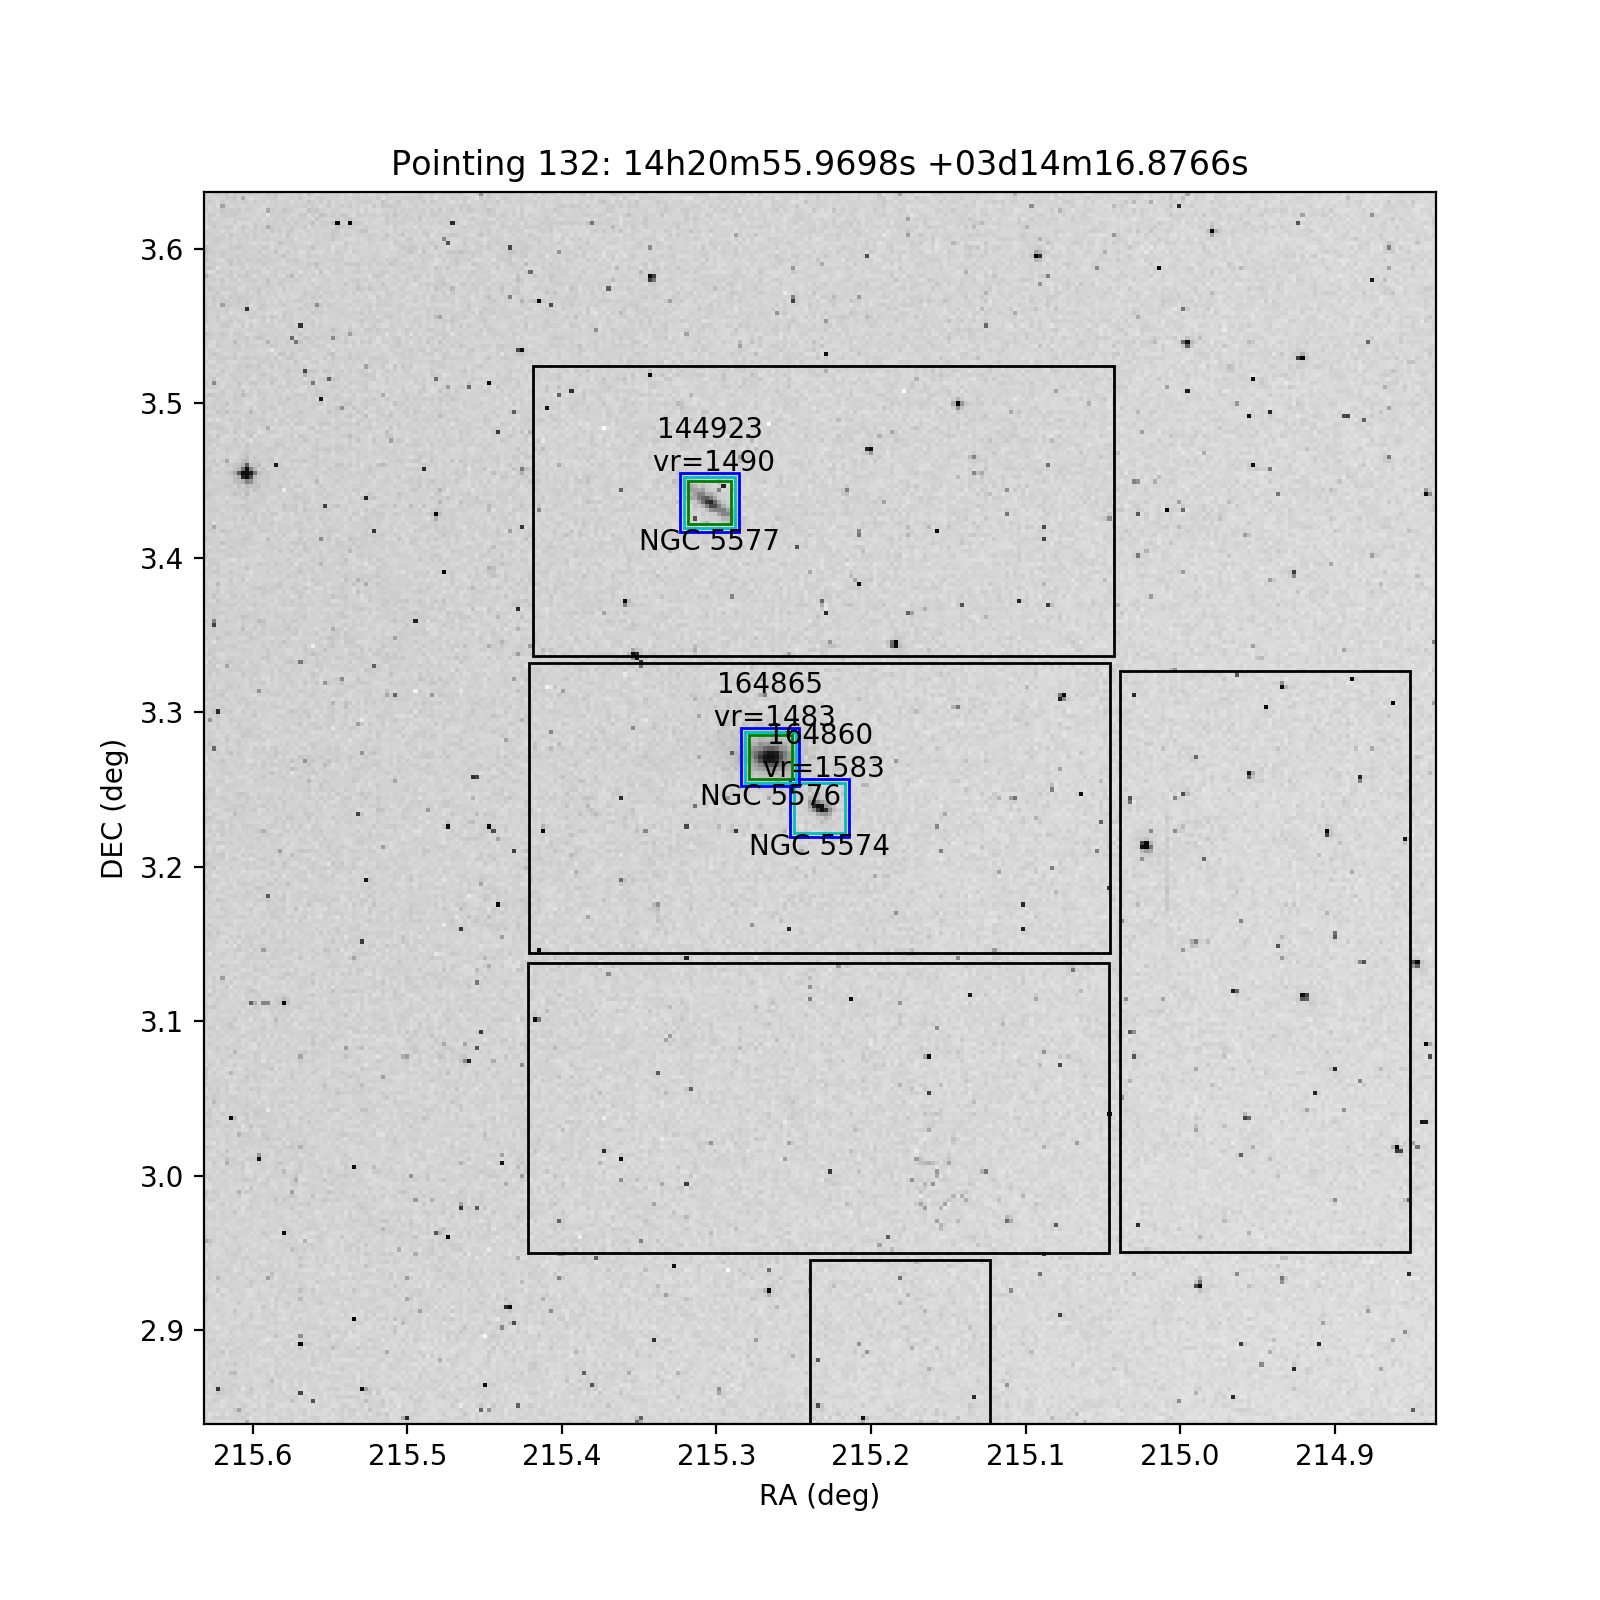 Pointing 132: 14h20m55.9698s +03d14m16.8766s
3.6
3.5
3.4
3.3
3.2
3.1
3.0
2.9
DEC (deg)
144923
vr=1490
NGC 5577
164865
vr=1483
NGC 5576
164860
vr=1583
NGC 5574
215.6 215.5 215.4 215.3 215.2 215.1 215.0 214.9
RA (deg)